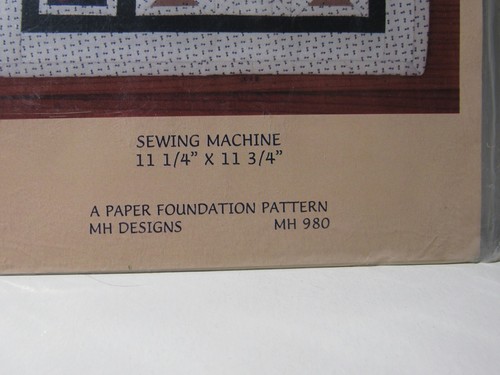 SEWING MACHINE
11 1/4” X 11 3/4”
A PAPER FOUNDATION PATTERN
MH DESIGNS MH 980